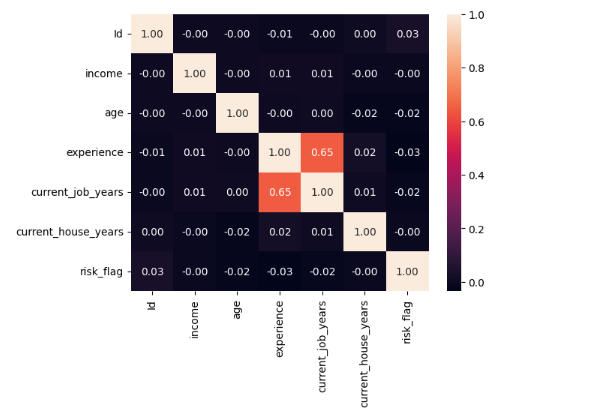 Id 1.00 -0.00 -0.00 -0.01 -0.00 0.00 0.03
income -0.00 1.00 -0.00 0.01 0.01 -0.00 -0.00
age -0.00 -0.00 1.00 -0.00 0.00 -0.02 -0.02
experience -0.01 0.01 -0.00 1.00 0.65 0.02 -0.03
current_job_years -0.00 0.01 0.00 0.65 1.00 0.01 -0.02
current_house_years 0.00 -0.00 -0.02 0.02 0.01 1.00 -0.00
risk_flag 0.03 -0.00 -0.02 -0.03 -0.02 -0.00 1.00
Id
income
age
experience
current_job_years
current_house_years
risk_flag
1.0
0.8
0.6
0.4
0.2
0.0